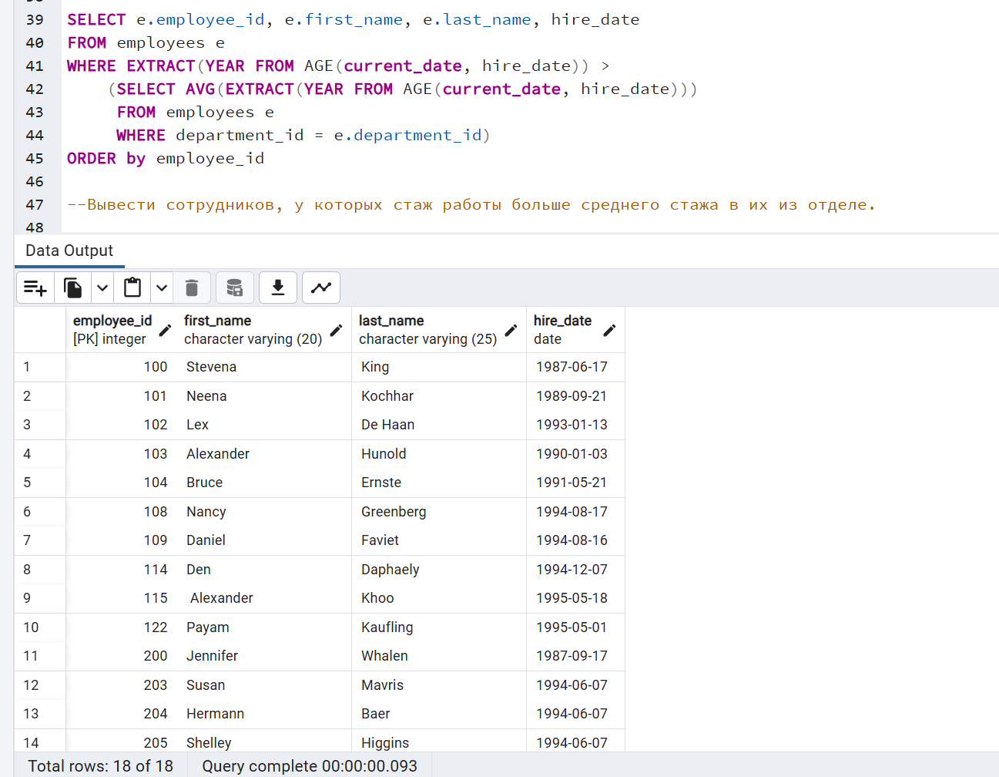 39 SELECT e.employee_id, e.first_name, e.last_name, hire_date
40 FROM employees e
41 WHERE EXTRACT(YEAR FROM AGE(current_date, hire_date)) >
42 (SELECT AVG(EXTRACT(YEAR FROM AGE(current_date, hire_date)))
43 FROM employees e
44 WHERE department_id = e.department_id)
45 ORDER by employee_id
46
47 --Вывести сотрудников, у которых стаж работы больше среднего стажа в их из отделе.
48
Data Output
employee_id first_name last_name hire_date
[PK] integer character varying (20) character varying (25) date
1 100 Stevena King 1987-06-17
2 101 Neena Kochhar 1989-09-21
3 102 Lex De Haan 1993-01-13
4 103 Alexander Hunold 1990-01-03
5 104 Bruce Ernste 1991-05-21
6 108 Nancy Greenberg 1994-08-17
7 109 Daniel Faviet 1994-08-16
8 114 Den Daphaely 1994-12-07
9 115 Alexander Khoo 1995-05-18
10 122 Payam Kaufling 1995-05-01
11 200 Jennifer Whalen 1987-09-17
12 203 Susan Mavris 1994-06-07
13 204 Hermann Baer 1994-06-07
14 205 Shelley Higgins 1994-06-07
Total rows: 18 of 18 Query complete 00:00:00.093